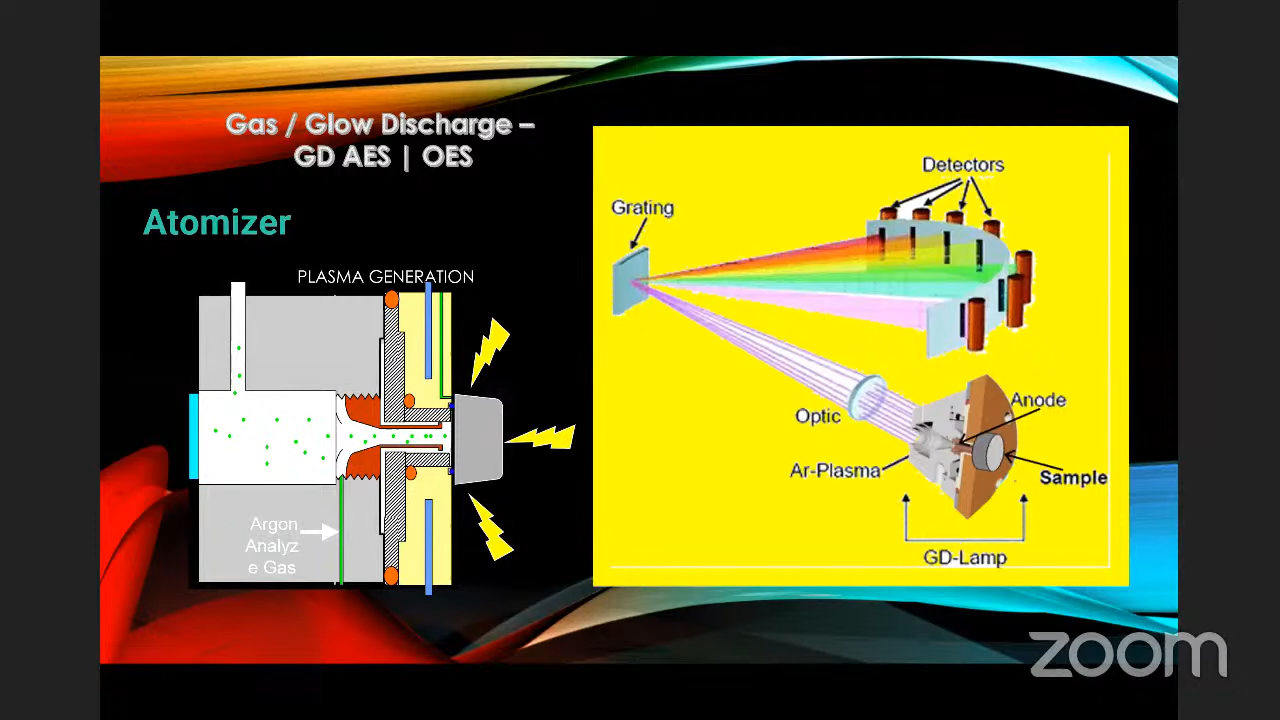 Gas / Glow Discharge –
GD AES | OES
Atomizer
PLASMA GENERATION
Argon
Analyz
e Gas
Detectors
Grating
Optic
Anode
Ar-Plasma
Sample
GD-Lamp
zoom